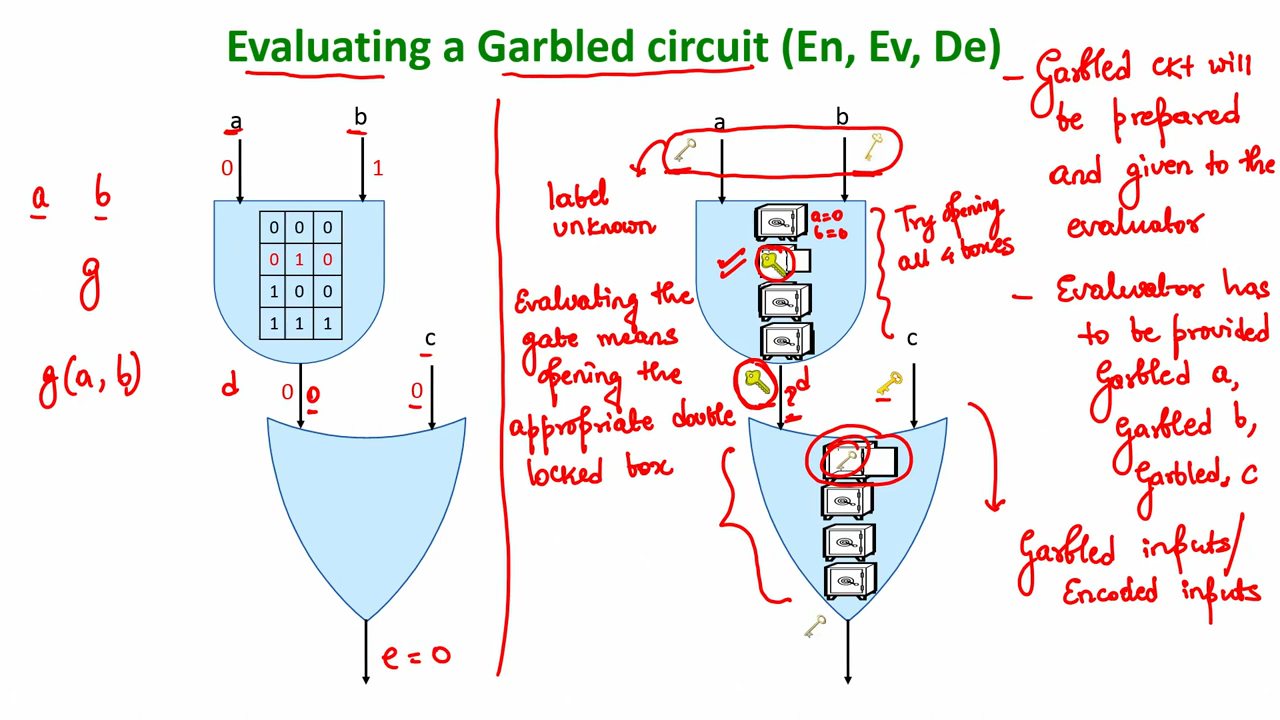 Evaluating a Garbled circuit (En, Ev, De)
a
b
0
1
a b
g
g(a, b)
0 0 0
0 1 0
1 0 0
1 1 1
c
d
0
0
0
e = 0
a
b
label
unknown
a=0
b=0
Try opening
all 4 boxes
Evaluating the
gate means
opening the
appropriate double
locked box
c
d
?
- Garbled ckt will
be prepared
and given to the
evaluator
- Evaluator has
to be provided
Garbled a,
Garbled b,
Garbled, c
Garbled inputs/
Encoded inputs